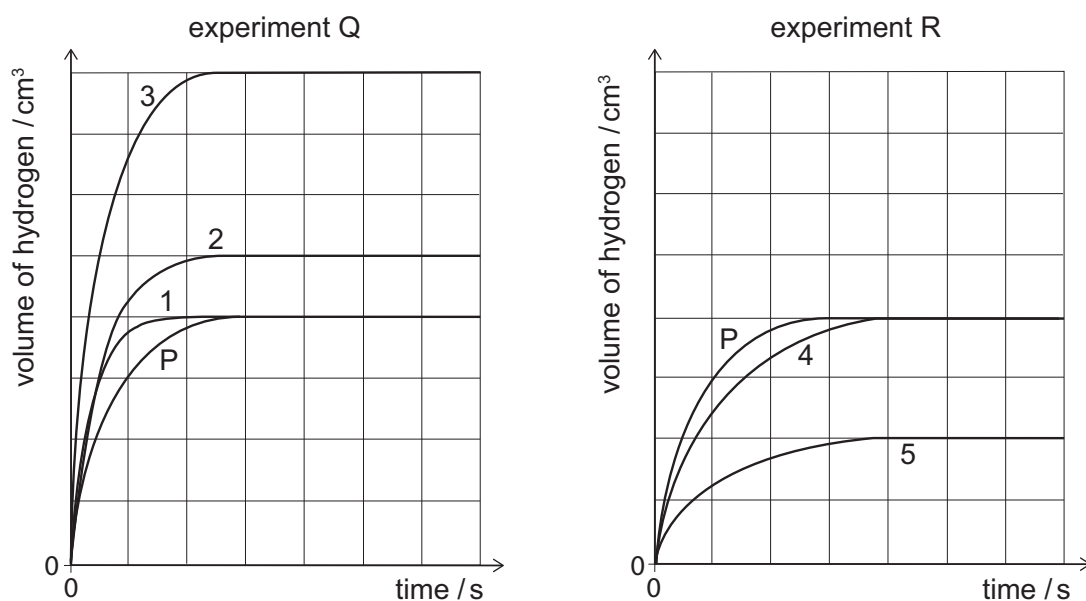 experiment Q
volume of hydrogen / cm³
3
2
1
P
0
0
time / s
experiment R
volume of hydrogen / cm³
P
4
5
0
0
time / s